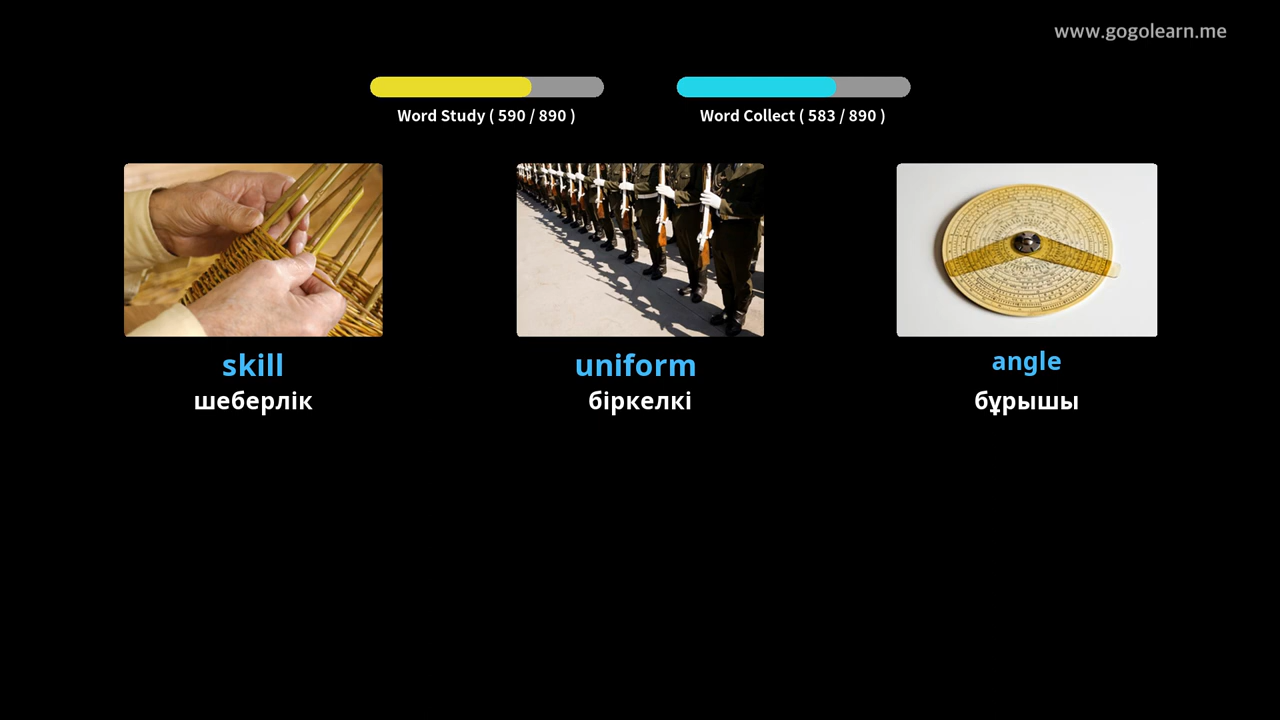 www.gogolearn.me
Word Study ( 590 / 890 )
Word Collect ( 583 / 890 )
skill
uniform
angle
шеберлік
біркелкі
бұрышы